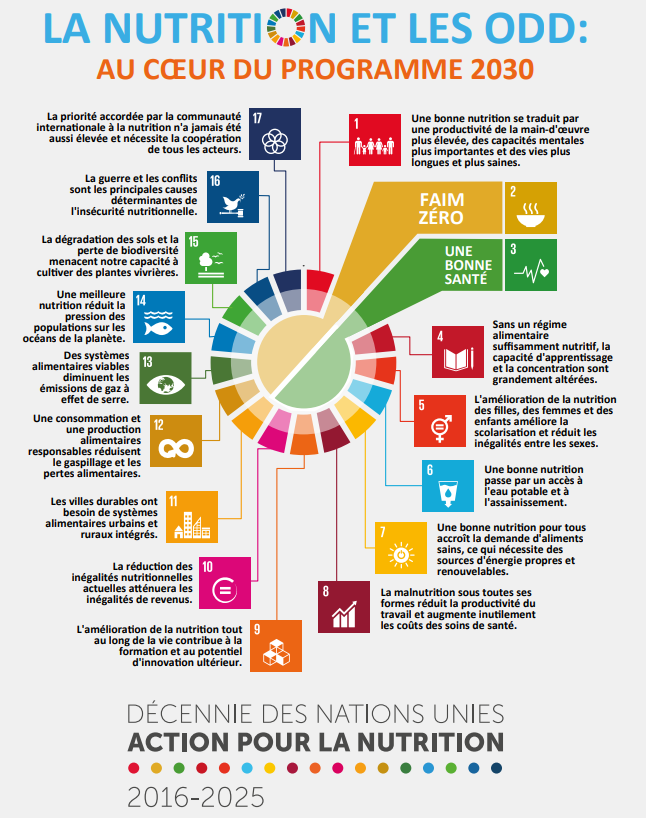 LA NUTRITION ET LES ODD:
AU CŒUR DU PROGRAMME 2030
1
Une bonne nutrition se traduit par
une productivité de la main-d'œuvre
plus élevée, des capacités mentales
plus importantes et des vies plus
longues et plus saines.
FAIM
ZÉRO
2
UNE
BONNE
SANTÉ
3
4
Sans un régime
alimentaire
suffisamment nutritif, la
capacité d'apprentissage
et la concentration sont
grandement altérées.
5
L'amélioration de la nutrition
des filles, des femmes et des
enfants améliore la
scolarisation et réduit les
inégalités entre les sexes.
6
Une bonne nutrition
passe par un accès à
l'eau potable et à
l'assainissement.
7
Une bonne nutrition pour tous
accroît la demande d'aliments
sains, ce qui nécessite des
sources d'énergie propres et
renouvelables.
8
La malnutrition sous toutes ses
formes réduit la productivité du
travail et augmente inutilement
les coûts des soins de santé.
9
L'amélioration de la nutrition tout
au long de la vie contribue à la
formation et au potentiel
d'innovation ultérieur.
10
La réduction des
inégalités nutritionnelles
actuelles atténuera les
inégalités de revenus.
11
Les villes durables ont
besoin de systèmes
alimentaires urbains et
ruraux intégrés.
12
Une consommation et
une production
alimentaires
responsables réduisent
le gaspillage et les
pertes alimentaires.
13
Des systèmes
alimentaires viables
diminuent les
émissions de gaz à
effet de serre.
14
Une meilleure
nutrition réduit la
pression des
populations sur les
océans de la planète.
15
La dégradation des sols et la
perte de biodiversité
menacent notre capacité à
cultiver des plantes vivrières.
16
La guerre et les conflits
sont les principales causes
déterminantes de
l'insécurité nutritionnelle.
17
La priorité accordée par la communauté
internationale à la nutrition n'a jamais été
aussi élevée et nécessite la coopération
de tous les acteurs.
DÉCENNIE DES NATIONS UNIES
ACTION POUR LA NUTRITION
2016-2025